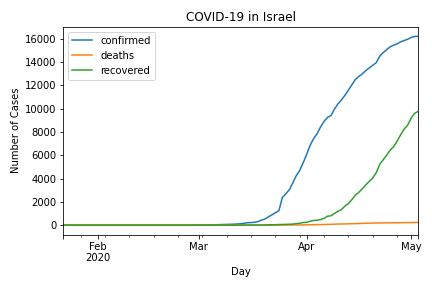 COVID-19 in Israel
confirmed
deaths
recovered
Number of Cases
16000
14000
12000
10000
8000
6000
4000
2000
0
Feb
2020
Mar
Apr
May
Day